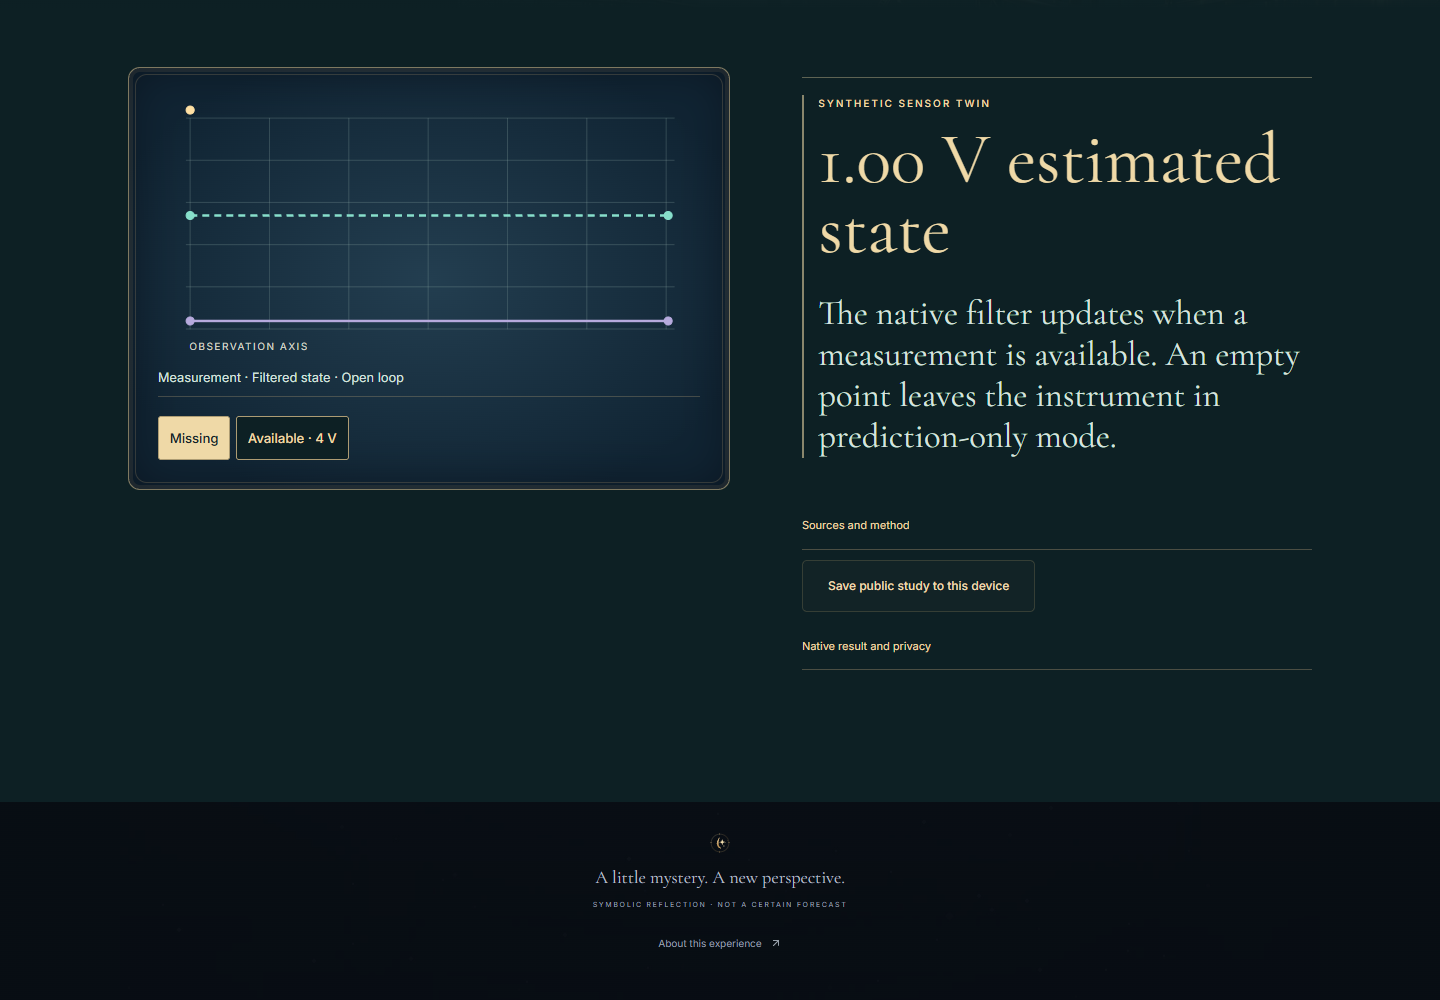 OBSERVATION AXIS
Measurement · Filtered state · Open loop
Missing
Available · 4 V
SYNTHETIC SENSOR TWIN
1.00 V estimated
state
The native filter updates when a
measurement is available. An empty
point leaves the instrument in
prediction-only mode.
Sources and method
Save public study to this device
Native result and privacy
A little mystery. A new perspective.
SYMBOLIC REFLECTION · NOT A CERTAIN FORECAST
About this experience